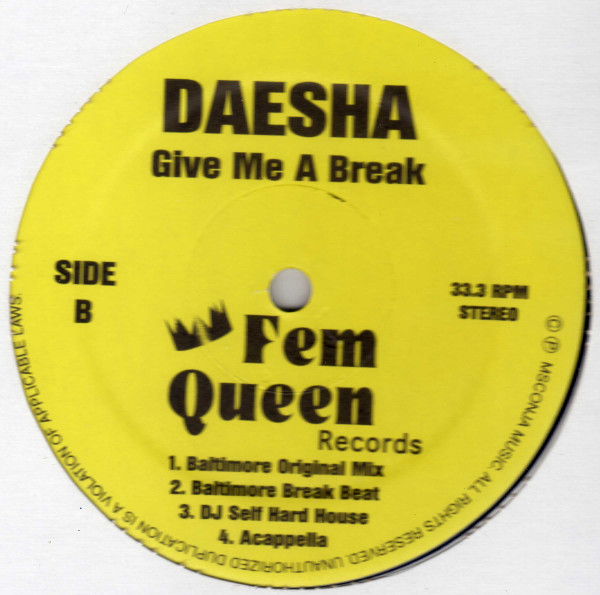 DAESHA
Give Me A Break
SIDE
B
33.3 RPM
STEREO
Fem
Queen
Records
1. Baltimore Original Mix
2. Baltimore Break Beat
3. DJ Self Hard House
4. Acappella
© ℗ MSCONJA MUSIC. ALL RIGHTS RESERVED. UNAUTHORIZED DUPLICATION IS A VIOLATION OF APPLICABLE LAWS.